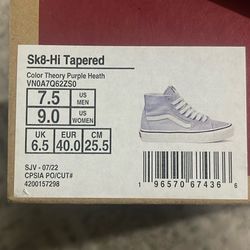 Sk8-Hi Tapered
Color Theory Purple Heath
VN0A7Q62ZS0
7.5 US MEN
9.0 US WOMEN
UK 6.5 EUR 40.0 CM 25.5
SJV - 07/22
CPSIA PO/CUT#
4200157298
1 96570 67436 6